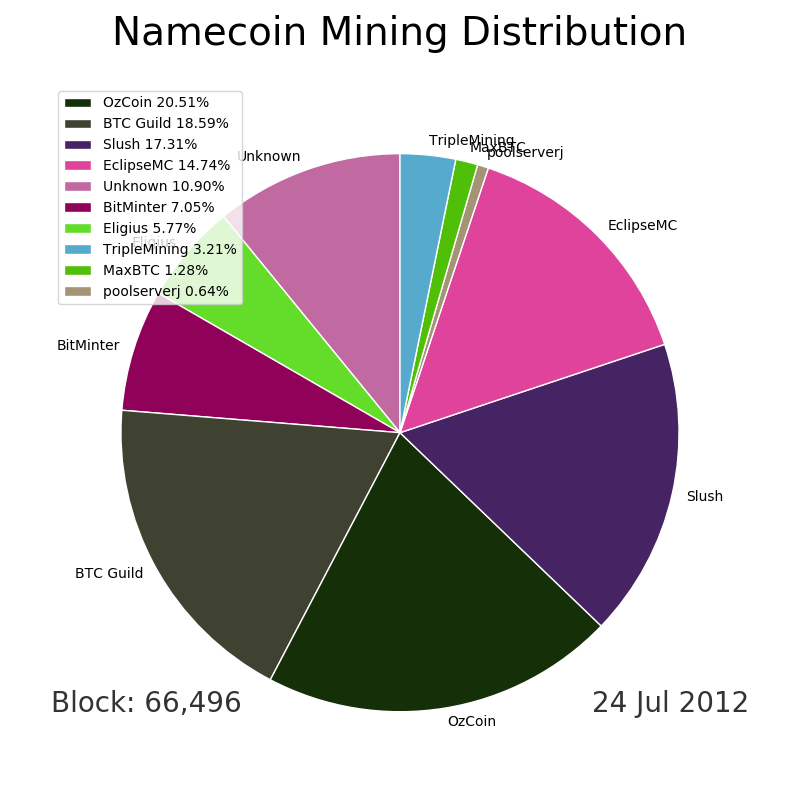 Namecoin Mining Distribution
OzCoin 20.51%
BTC Guild 18.59%
Slush 17.31%
EclipseMC 14.74%
Unknown 10.90%
BitMinter 7.05%
Eligius 5.77%
TripleMining 3.21%
MaxBTC 1.28%
poolserverj 0.64%
TripleMining
MaxBTC
poolserverj
Unknown
EclipseMC
Eligius
BitMinter
Slush
BTC Guild
OzCoin
Block: 66,496
24 Jul 2012